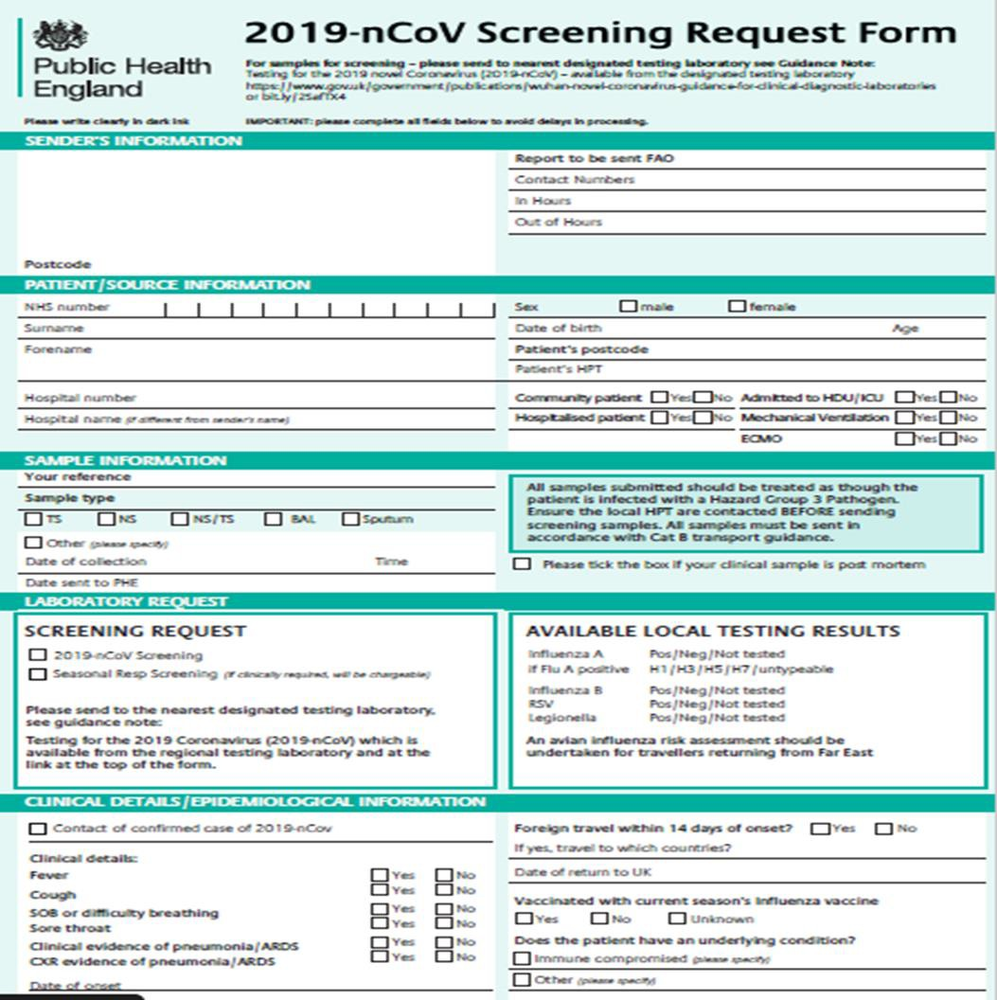 2019-nCoV Screening Request Form
Public Health
England
For samples for screening – please send to nearest designated testing laboratory see Guidance Note:
Testing for the 2019 novel Coronavirus (2019-nCoV) – available from the designated testing laboratory
https://www.gov.uk/government/publications/wuhan-novel-coronavirus-guidance-for-clinical-diagnostic-laboratories
Please write clearly in dark ink
IMPORTANT: please complete all fields below to avoid delays in processing.
SENDER'S INFORMATION
Postcode
Report to be sent FAO
Contact Numbers
In Hours
Out of Hours
PATIENT/SOURCE INFORMATION
NHS number
Surname
Forename
Hospital number
Hospital name (if different from sender's name)
Sex male female
Date of birth Age
Patient's postcode
Patient's HPT
Community patient Yes No Admitted to HDU/ICU Yes No
Hospitalised patient Yes No Mechanical Ventilation Yes No
ECMO Yes No
SAMPLE INFORMATION
Your reference
Sample type
TS NS NS/TS BAL Sputum
Other (please specify)
Date of collection Time
Date sent to PHE
All samples submitted should be treated as though the
patient is infected with a Hazard Group 3 Pathogen.
Ensure the local HPT are contacted BEFORE sending
screening samples. All samples must be sent in
accordance with Cat B transport guidance.
Please tick the box if your clinical sample is post mortem
LABORATORY REQUEST
SCREENING REQUEST
2019-nCoV Screening
Seasonal Resp Screening (if clinically required, will be chargeable)
Please send to the nearest designated testing laboratory,
see guidance note:
Testing for the 2019 Coronavirus (2019-nCoV) which is
available from the regional testing laboratory and at the
link at the top of the form.
AVAILABLE LOCAL TESTING RESULTS
Influenza A Pos/Neg/Not tested
if Flu A positive H1/H3/H5/H7/untypeable
Influenza B Pos/Neg/Not tested
RSV Pos/Neg/Not tested
Legionella Pos/Neg/Not tested
An avian influenza risk assessment should be
undertaken for travellers returning from Far East
CLINICAL DETAILS/EPIDEMIOLOGICAL INFORMATION
Contact of confirmed case of 2019-nCov
Clinical details:
Fever Yes No
Cough Yes No
SOB or difficulty breathing Yes No
Sore throat Yes No
Clinical evidence of pneumonia/ARDS Yes No
CXR evidence of pneumonia/ARDS Yes No
Date of onset
Foreign travel within 14 days of onset? Yes No
If yes, travel to which countries?
Date of return to UK
Vaccinated with current season's Influenza vaccine
Yes No Unknown
Does the patient have an underlying condition?
Immune compromised (please specify)
Other (please specify)